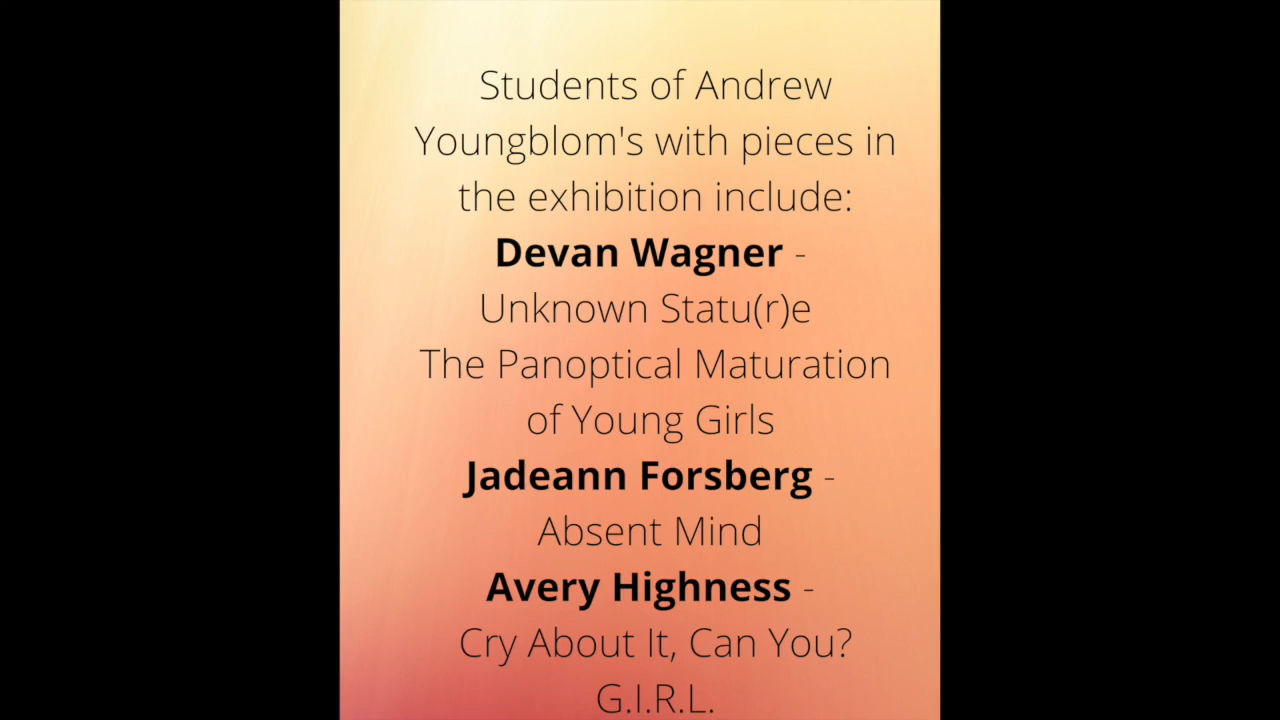 Students of Andrew
Youngblom's with pieces in
the exhibition include:
Devan Wagner -
Unknown Statu(r)e
The Panoptical Maturation
of Young Girls
Jadeann Forsberg -
Absent Mind
Avery Highness -
Cry About It, Can You?
G.I.R.L.